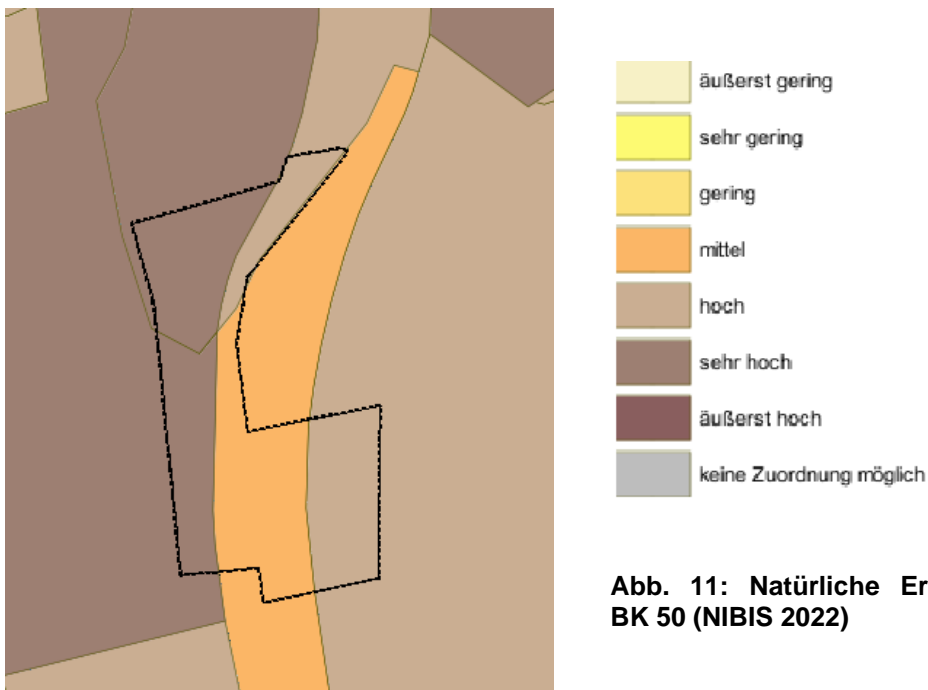 äußerst gering
sehr gering
gering
mittel
hoch
sehr hoch
äußerst hoch
keine Zuordnung möglich
Abb. 11: Natürliche Er
BK 50 (NIBIS 2022)